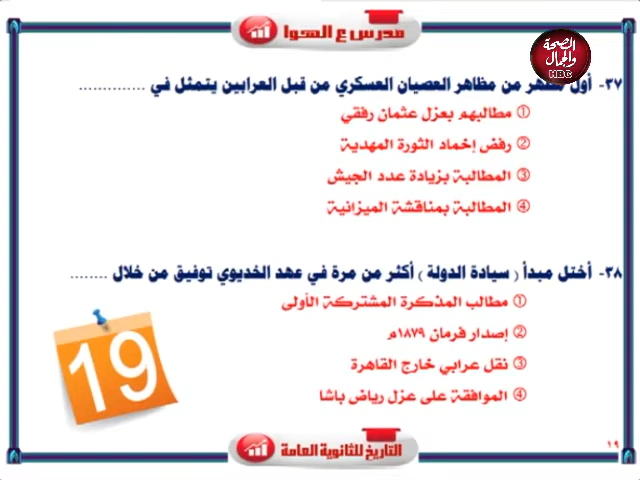 مدرس ع الهوا
الصحة
والجمال
HBC
٣٧- أول مظهر من مظاهر العصيان العسكري من قبل العرابين يتمثل في ..............
① مطالبهم بعزل عثمان رفقي
② رفض إخماد الثورة المهدية
③ المطالبة بزيادة عدد الجيش
④ المطالبة بمناقشة الميزانية
٣٨- أختل مبدأ ( سيادة الدولة ) أكثر من مرة في عهد الخديوي توفيق من خلال ........
① مطالب المذكرة المشتركة الأولى
② إصدار فرمان ١٨٧٩م
③ نقل عرابي خارج القاهرة
④ الموافقة على عزل رياض باشا
19
التاريخ للثانوية العامة
١٩